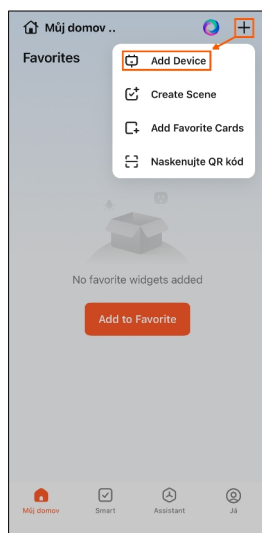 Můj domov ..
Favorites
Add Device
Create Scene
Add Favorite Cards
Naskenujte QR kód
No favorite widgets added
Add to Favorite
Můj domov
Smart
Assistant
Já